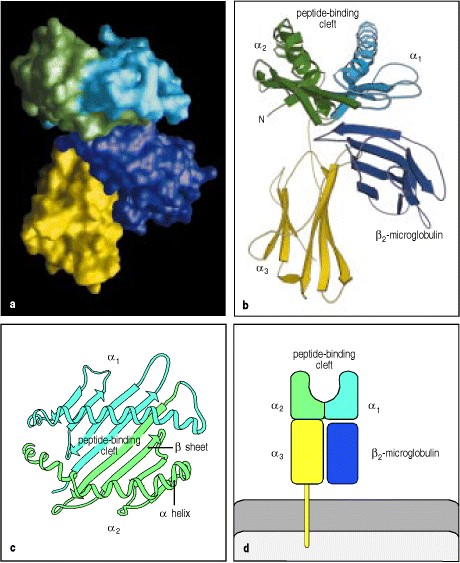 a
peptide-binding
cleft
α2
α1
N
β2-microglobulin
α3
b
α1
peptide-binding
cleft
β sheet
α helix
α2
c
peptide-binding
cleft
α2
α1
α3
β2-microglobulin
d